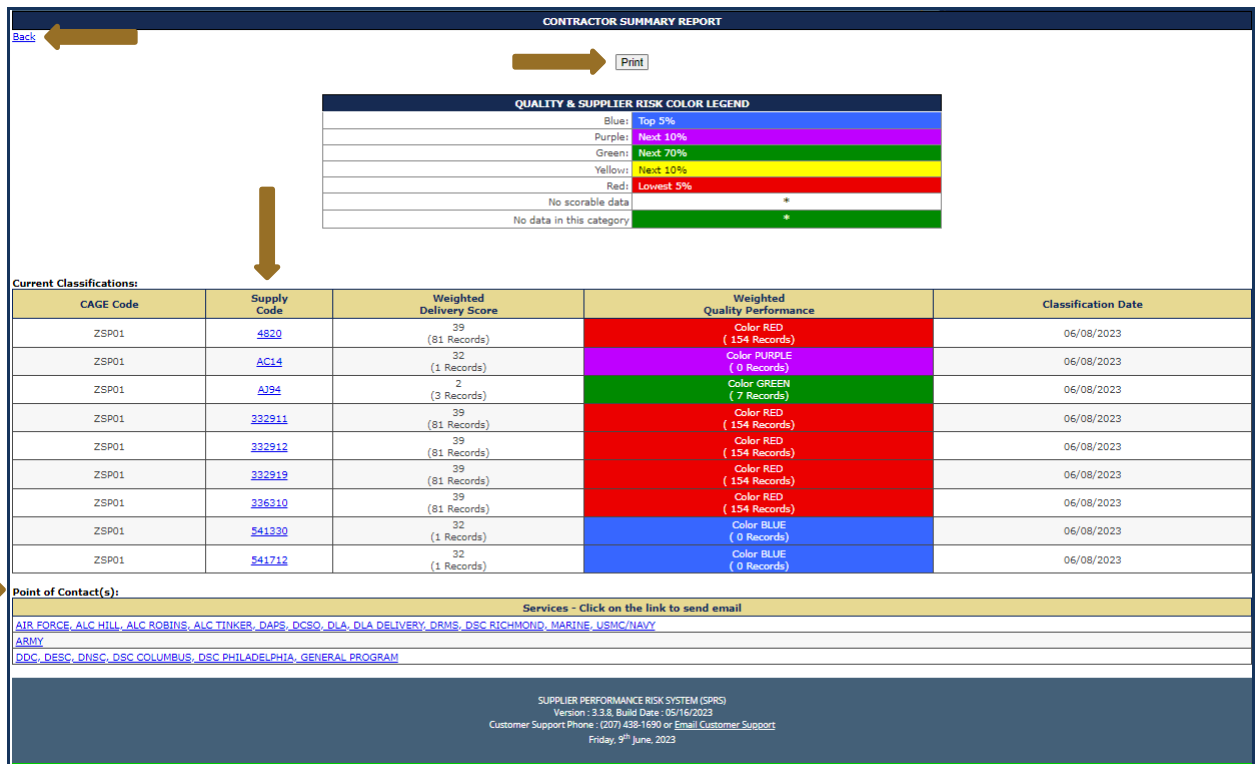 CONTRACTOR SUMMARY REPORT
Back
Print
QUALITY & SUPPLIER RISK COLOR LEGEND
Blue: Top 5%
Purple: Next 10%
Green: Next 70%
Yellow: Next 10%
Red: Lowest 5%
No scorable data *
No data in this category *
Current Classifications:
CAGE Code Supply Code Weighted Delivery Score Weighted Quality Performance Classification Date
ZSP01 4820 39 (81 Records) Color RED ( 154 Records) 06/08/2023
ZSP01 AC14 32 (1 Records) Color PURPLE ( 0 Records) 06/08/2023
ZSP01 AJ94 2 (3 Records) Color GREEN ( 7 Records) 06/08/2023
ZSP01 332911 39 (81 Records) Color RED ( 154 Records) 06/08/2023
ZSP01 332912 39 (81 Records) Color RED ( 154 Records) 06/08/2023
ZSP01 332919 39 (81 Records) Color RED ( 154 Records) 06/08/2023
ZSP01 336310 39 (81 Records) Color RED ( 154 Records) 06/08/2023
ZSP01 541330 32 (1 Records) Color BLUE ( 0 Records) 06/08/2023
ZSP01 541712 32 (1 Records) Color BLUE ( 0 Records) 06/08/2023
Point of Contact(s):
Services - Click on the link to send email
AIR FORCE, ALC HILL, ALC ROBINS, ALC TINKER, DAPS, DCSO, DLA, DLA DELIVERY, DRMS, DSC RICHMOND, MARINE, USMC/NAVY
ARMY
DDC, DESC, DNSC, DSC COLUMBUS, DSC PHILADELPHIA, GENERAL PROGRAM
SUPPLIER PERFORMANCE RISK SYSTEM (SPRS)
Version : 3.3.8, Build Date : 05/16/2023
Customer Support Phone : (207) 438-1690 or Email Customer Support
Friday, 9th June, 2023